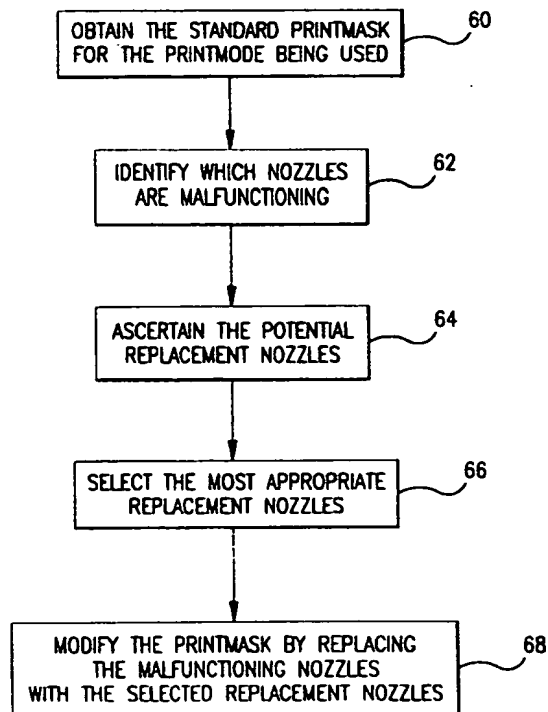 OBTAIN THE STANDARD PRINTMASK
FOR THE PRINTMODE BEING USED
60
IDENTIFY WHICH NOZZLES
ARE MALFUNCTIONING
62
ASCERTAIN THE POTENTIAL
REPLACEMENT NOZZLES
64
SELECT THE MOST APPROPRIATE
REPLACEMENT NOZZLES
66
MODIFY THE PRINTMASK BY REPLACING
THE MALFUNCTIONING NOZZLES
WITH THE SELECTED REPLACEMENT NOZZLES
68